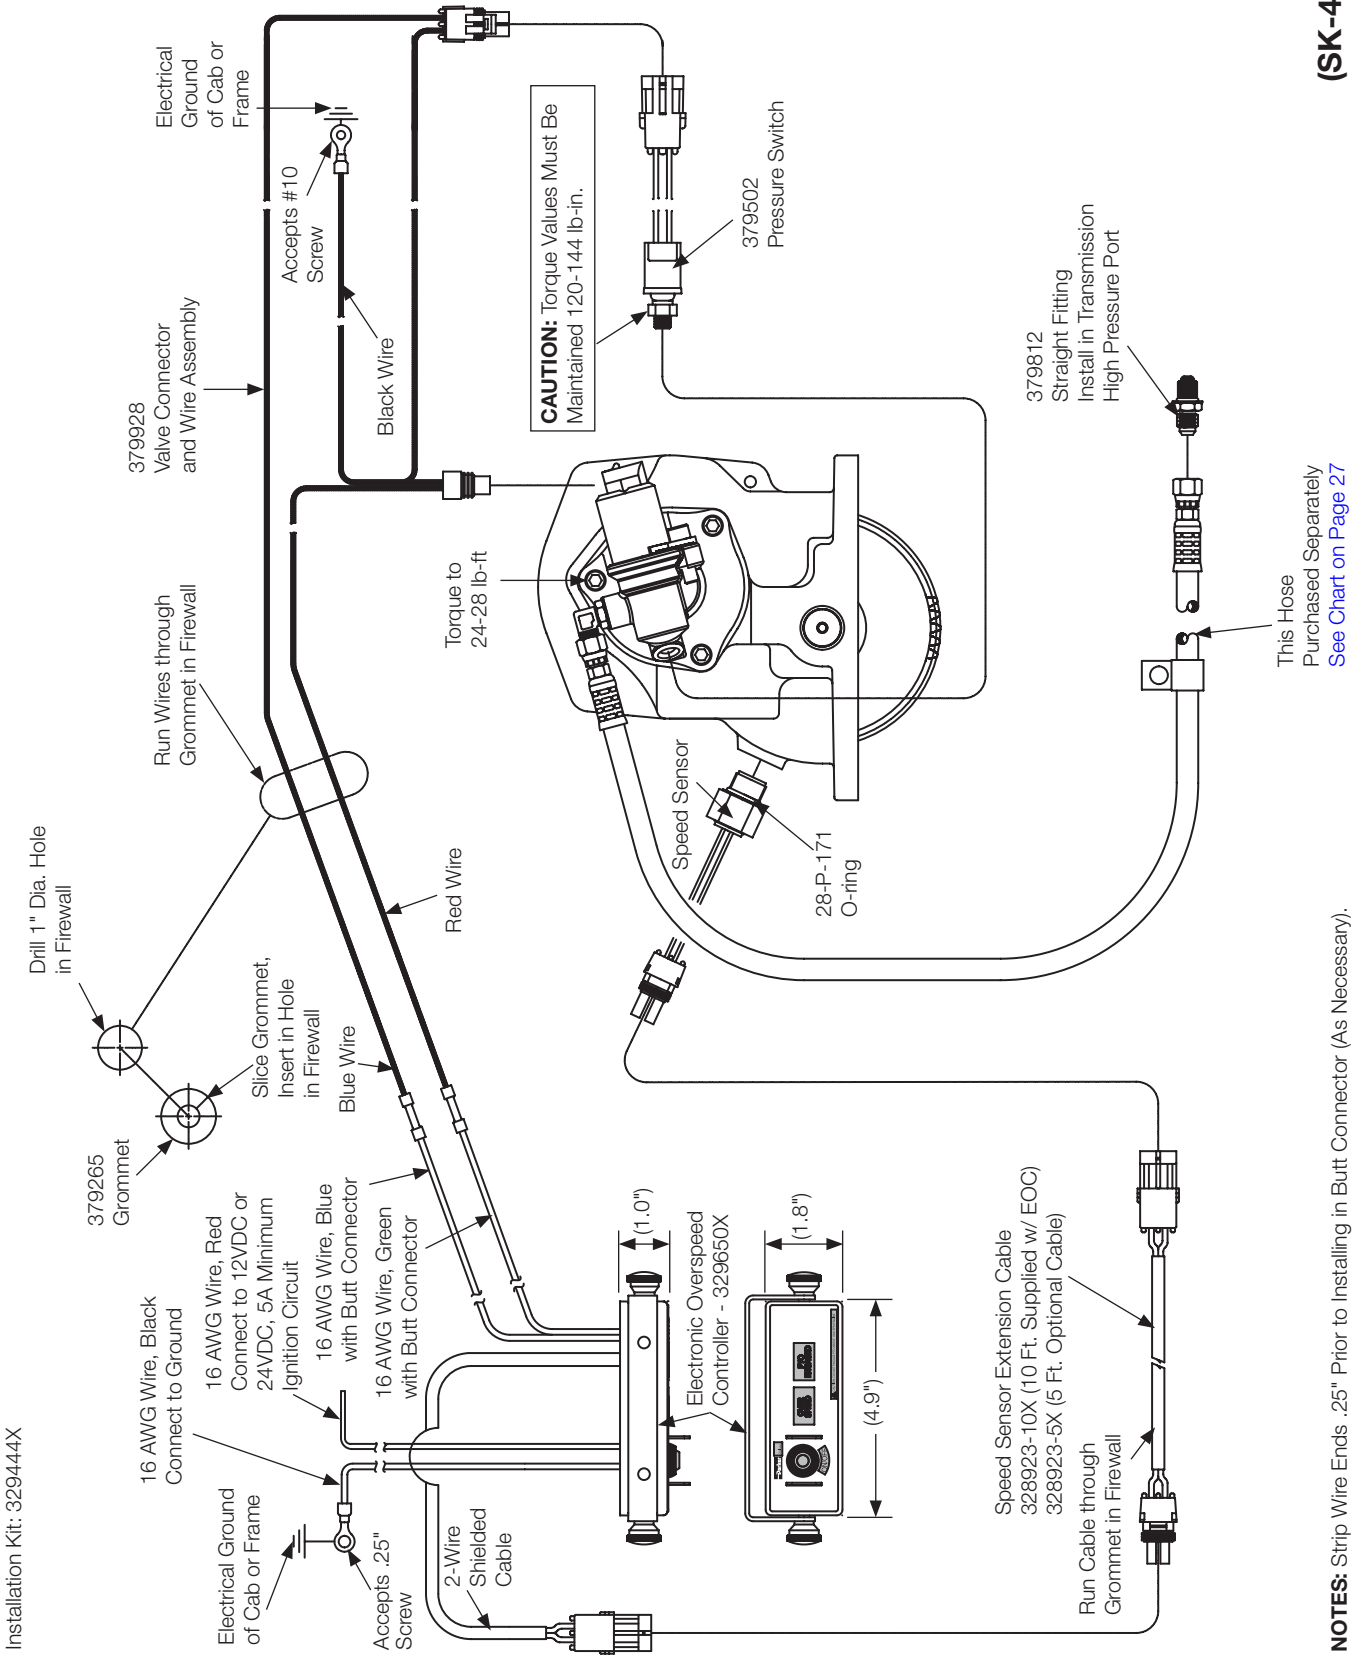 Installation Kit: 329444X
16 AWG Wire, Black
Connect to Ground
16 AWG Wire, Red
Connect to 12VDC or
24VDC, 5A Minimum
Ignition Circuit
16 AWG Wire, Blue
with Butt Connector
16 AWG Wire, Green
with Butt Connector
Electrical Ground
of Cab or Frame
Accepts .25"
Screw
2-Wire
Shielded
Cable
379265
Grommet
Drill 1" Dia. Hole
in Firewall
Slice Grommet,
Insert in Hole
in Firewall
Blue Wire
Red Wire
Run Wires through
Grommet in Firewall
379928
Valve Connector
and Wire Assembly
Electrical
Ground
of Cab or
Frame
Accepts #10
Screw
Black Wire
Torque to
24-28 lb-ft
CAUTION: Torque Values Must Be
Maintained 120-144 lb-in.
379502
Pressure Switch
Speed Sensor
28-P-171
O-ring
379812
Straight Fitting
Install in Transmission
High Pressure Port
This Hose
Purchased Separately
See Chart on Page 27
(1.0")
Electronic Overspeed
Controller - 329650X
(1.8")
(4.9")
Speed Sensor Extension Cable
328923-10X (10 Ft. Supplied w/ EOC)
328923-5X (5 Ft. Optional Cable)
Run Cable through
Grommet in Firewall
NOTES: Strip Wire Ends .25" Prior to Installing in Butt Connector (As Necessary).
(SK-4